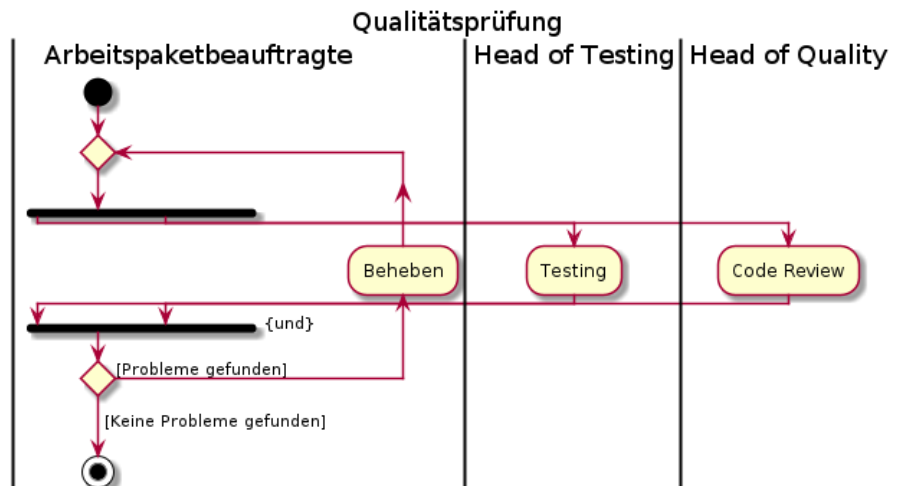 Qualitätsprüfung
Arbeitspaketbeauftragte
Head of Testing
Head of Quality
Beheben
Testing
Code Review
{und}
[Probleme gefunden]
[Keine Probleme gefunden]